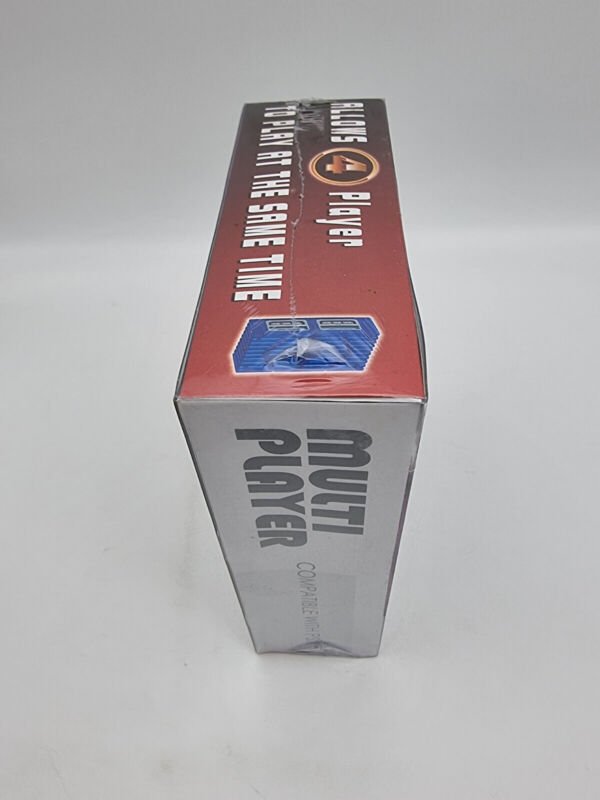 ALLOWS 4 Player
TO PLAY AT THE SAME TIME
MULTI
PLAYER
COMPATIBLE WITH